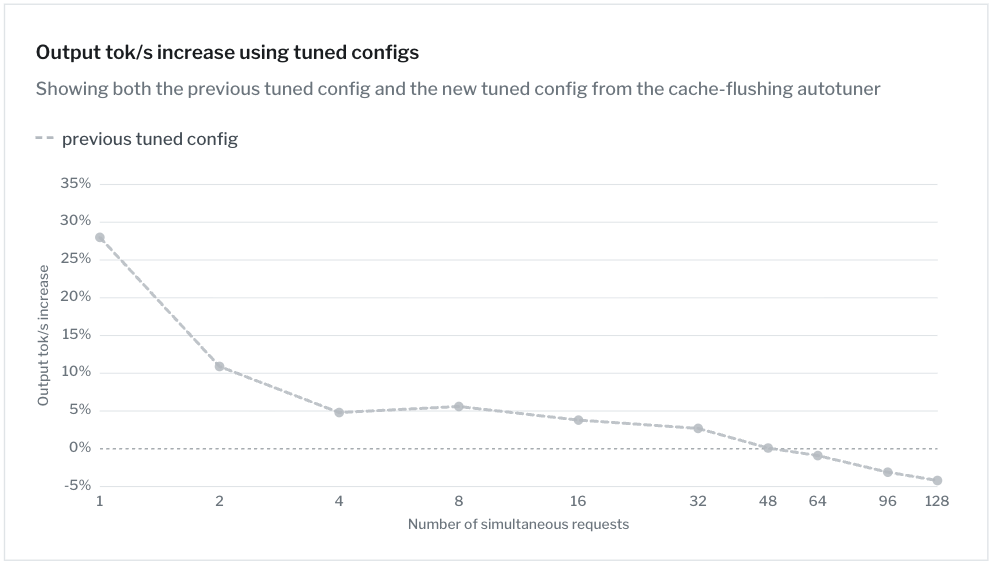 Output tok/s increase using tuned configs
Showing both the previous tuned config and the new tuned config from the cache-flushing autotuner
previous tuned config
35%
30%
25%
20%
15%
10%
5%
0%
-5%
Output tok/s increase
1 2 4 8 16 32 48 64 96 128
Number of simultaneous requests